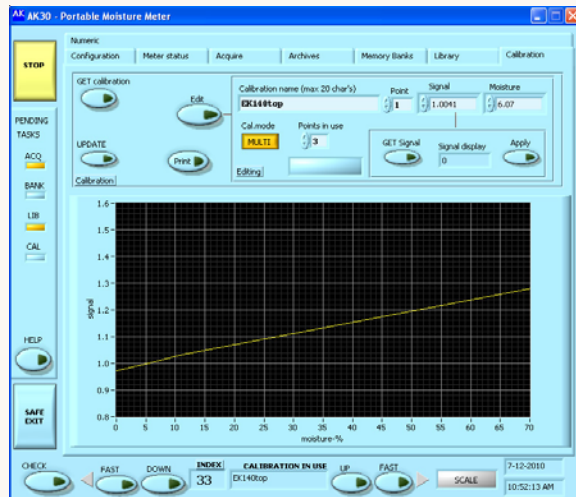 AK AK30 - Portable Moisture Meter
STOP
Numeric
Configuration Meter status Acquire Archives Memory Banks Library Calibration
GET calibration
Edit
Calibration name (max 20 char's) Point Signal Moisture
EK140top 1 1.0041 6.07
Cal.mode Points in use
MULTI 3
GET Signal Signal display Apply
0
UPDATE
Print
Editing
Calibration
PENDING
TASKS
ACQ
BANK
LIB
CAL
HELP
SAFE
EXIT
1.6
1.5
1.4
1.3
1.2
1.1
1.0
0.9
0.8
signal
0 5 10 15 20 25 30 35 40 45 50 55 60 65 70
moisture-%
CHECK FAST DOWN INDEX CALIBRATION IN USE UP FAST SCALE 7-12-2010
33 EK140top 10:52:13 AM